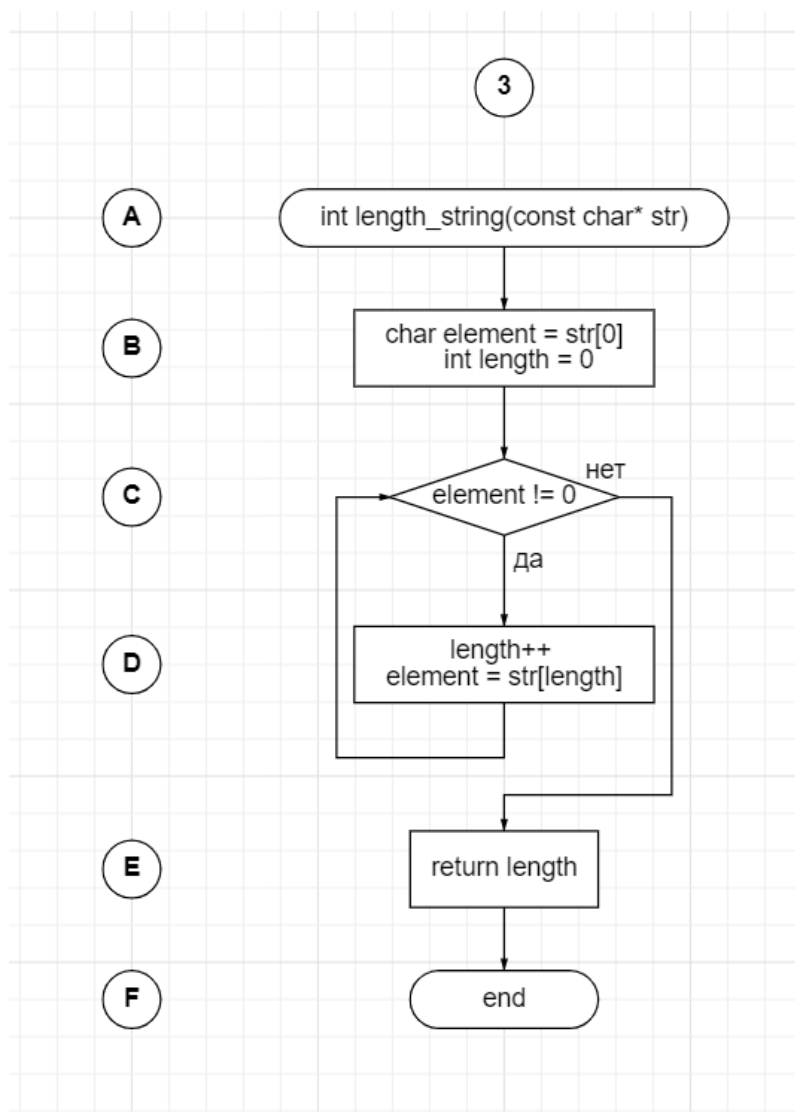 3
A
int length_string(const char* str)
B
char element = str[0]
int length = 0
C
element != 0
нет
да
D
length++
element = str[length]
E
return length
F
end